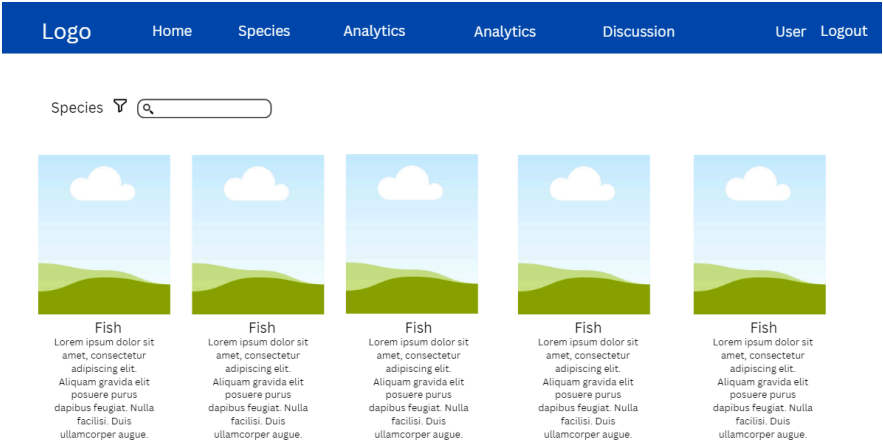 Logo Home Species Analytics Analytics Discussion User Logout
Species
Fish Fish Fish Fish Fish
Lorem ipsum dolor sit Lorem ipsum dolor sit Lorem ipsum dolor sit Lorem ipsum dolor sit Lorem ipsum dolor sit
amet, consectetur amet, consectetur amet, consectetur amet, consectetur amet, consectetur
adipiscing elit. adipiscing elit. adipiscing elit. adipiscing elit. adipiscing elit.
Aliquam gravida elit Aliquam gravida elit Aliquam gravida elit Aliquam gravida elit Aliquam gravida elit
posuere purus posuere purus posuere purus posuere purus posuere purus
dapibus feugiat. Nulla dapibus feugiat. Nulla dapibus feugiat. Nulla dapibus feugiat. Nulla dapibus feugiat. Nulla
facilisi. Duis facilisi. Duis facilisi. Duis facilisi. Duis facilisi. Duis
ullamcorper augue. ullamcorper augue. ullamcorper augue. ullamcorper augue. ullamcorper augue.